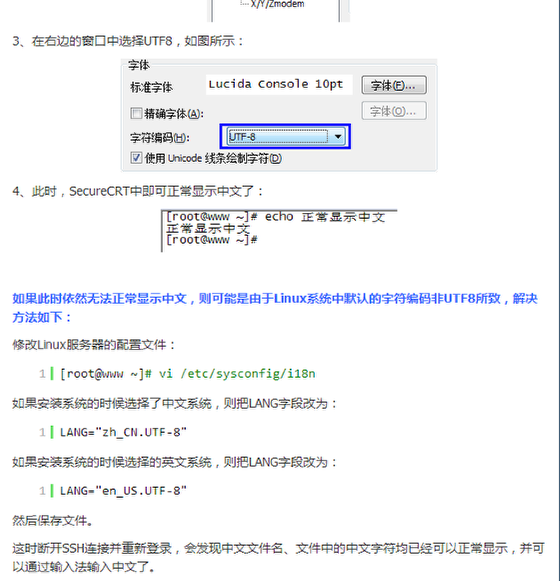 X/Y/Zmodem
3、在右边的窗口中选择UTF8，如图所示：
字体
标准字体 Lucida Console 10pt 字体(F)...
精确字体(A): 字体(O)...
字符编码(H): UTF-8
使用 Unicode 线条绘制字符(D)
4、此时，SecureCRT中即可正常显示中文了：
[root@www ~]# echo 正常显示中文
正常显示中文
[root@www ~]#
如果此时依然无法正常显示中文，则可能是由于Linux系统中默认的字符编码非UTF8所致，解决
方法如下：
修改Linux服务器的配置文件：
1 [root@www ~]# vi /etc/sysconfig/i18n
如果安装系统的时候选择了中文系统，则把LANG字段改为：
1 LANG="zh_CN.UTF-8"
如果安装系统的时候选择的英文系统，则把LANG字段改为：
1 LANG="en_US.UTF-8"
然后保存文件。
这时断开SSH连接并重新登录，会发现中文文件名、文件中的中文字符均已经可以正常显示，并可
以通过输入法输入中文了。